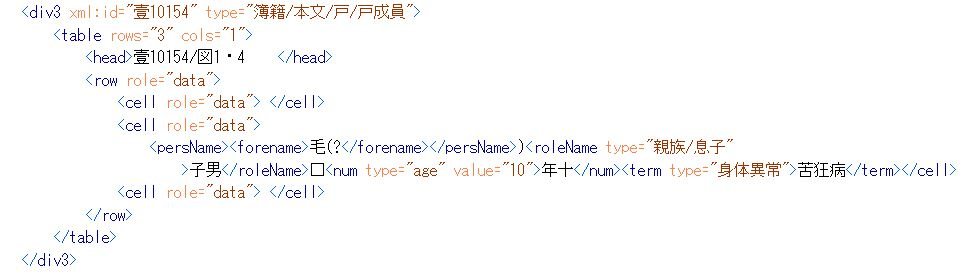 <div3 xml:id="壹10154" type="簿籍/本文/戸/戸成員">
<table rows="3" cols="1">
<head>壹10154/図1・4　</head>
<row role="data">
<cell role="data"> </cell>
<cell role="data">
<persName><forename>毛(?</forename></persName>)<roleName type="親族/息子"
>子男</roleName>□<num type="age" value="10">年十</num><term type="身体異常">苦狂病</term></cell>
<cell role="data"> </cell>
</row>
</table>
</div3>